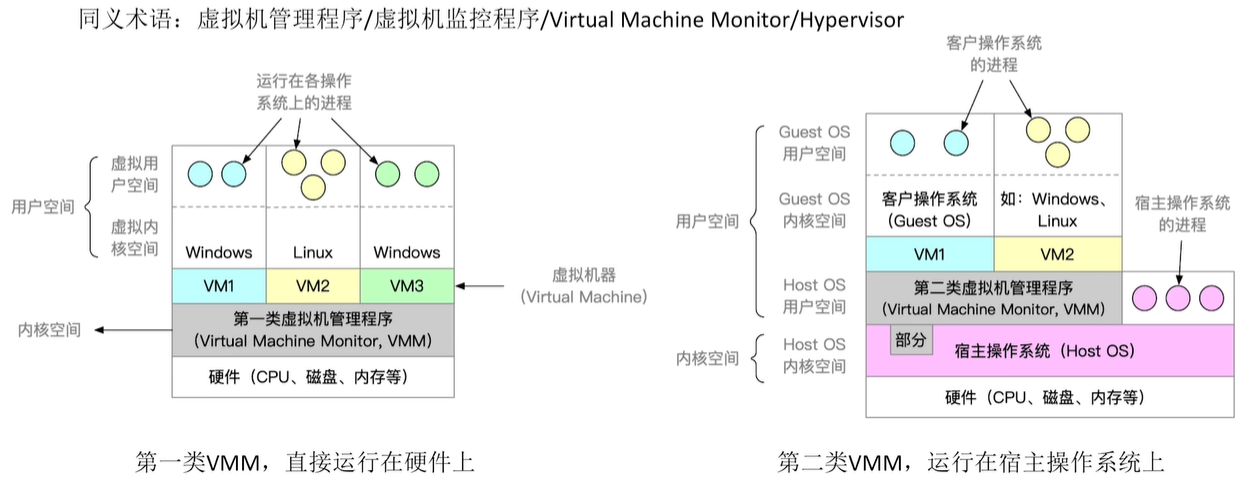 同义术语：虚拟机管理程序/虚拟机监控程序/Virtual Machine Monitor/Hypervisor
运行在各操作
系统上的进程
用户空间
虚拟用
户空间
虚拟内
核空间
Windows
Linux
Windows
VM1
VM2
VM3
虚拟机器
（Virtual Machine）
内核空间
第一类虚拟机管理程序
(Virtual Machine Monitor, VMM)
硬件（CPU、磁盘、内存等）
第一类VMM，直接运行在硬件上
客户操作系统
的进程
用户空间
Guest OS
用户空间
Guest OS
内核空间
客户操作系统
(Guest OS)
如：Windows、
Linux
宿主操作系统
的进程
VM1
VM2
Host OS
用户空间
第二类虚拟机管理程序
(Virtual Machine Monitor, VMM)
内核空间
Host OS
内核空间
部分
宿主操作系统（Host OS）
硬件（CPU、磁盘、内存等）
第二类VMM，运行在宿主操作系统上